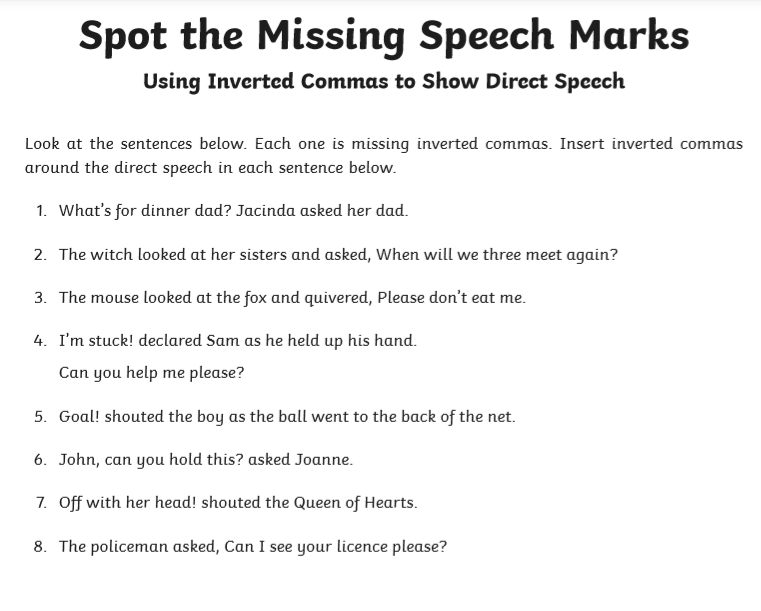 Spot the Missing Speech Marks
Using Inverted Commas to Show Direct Speech
Look at the sentences below. Each one is missing inverted commas. Insert inverted commas
around the direct speech in each sentence below.
1. What's for dinner dad? Jacinda asked her dad.
2. The witch looked at her sisters and asked, When will we three meet again?
3. The mouse looked at the fox and quivered, Please don't eat me.
4. I'm stuck! declared Sam as he held up his hand.
Can you help me please?
5. Goal! shouted the boy as the ball went to the back of the net.
6. John, can you hold this? asked Joanne.
7. Off with her head! shouted the Queen of Hearts.
8. The policeman asked, Can I see your licence please?